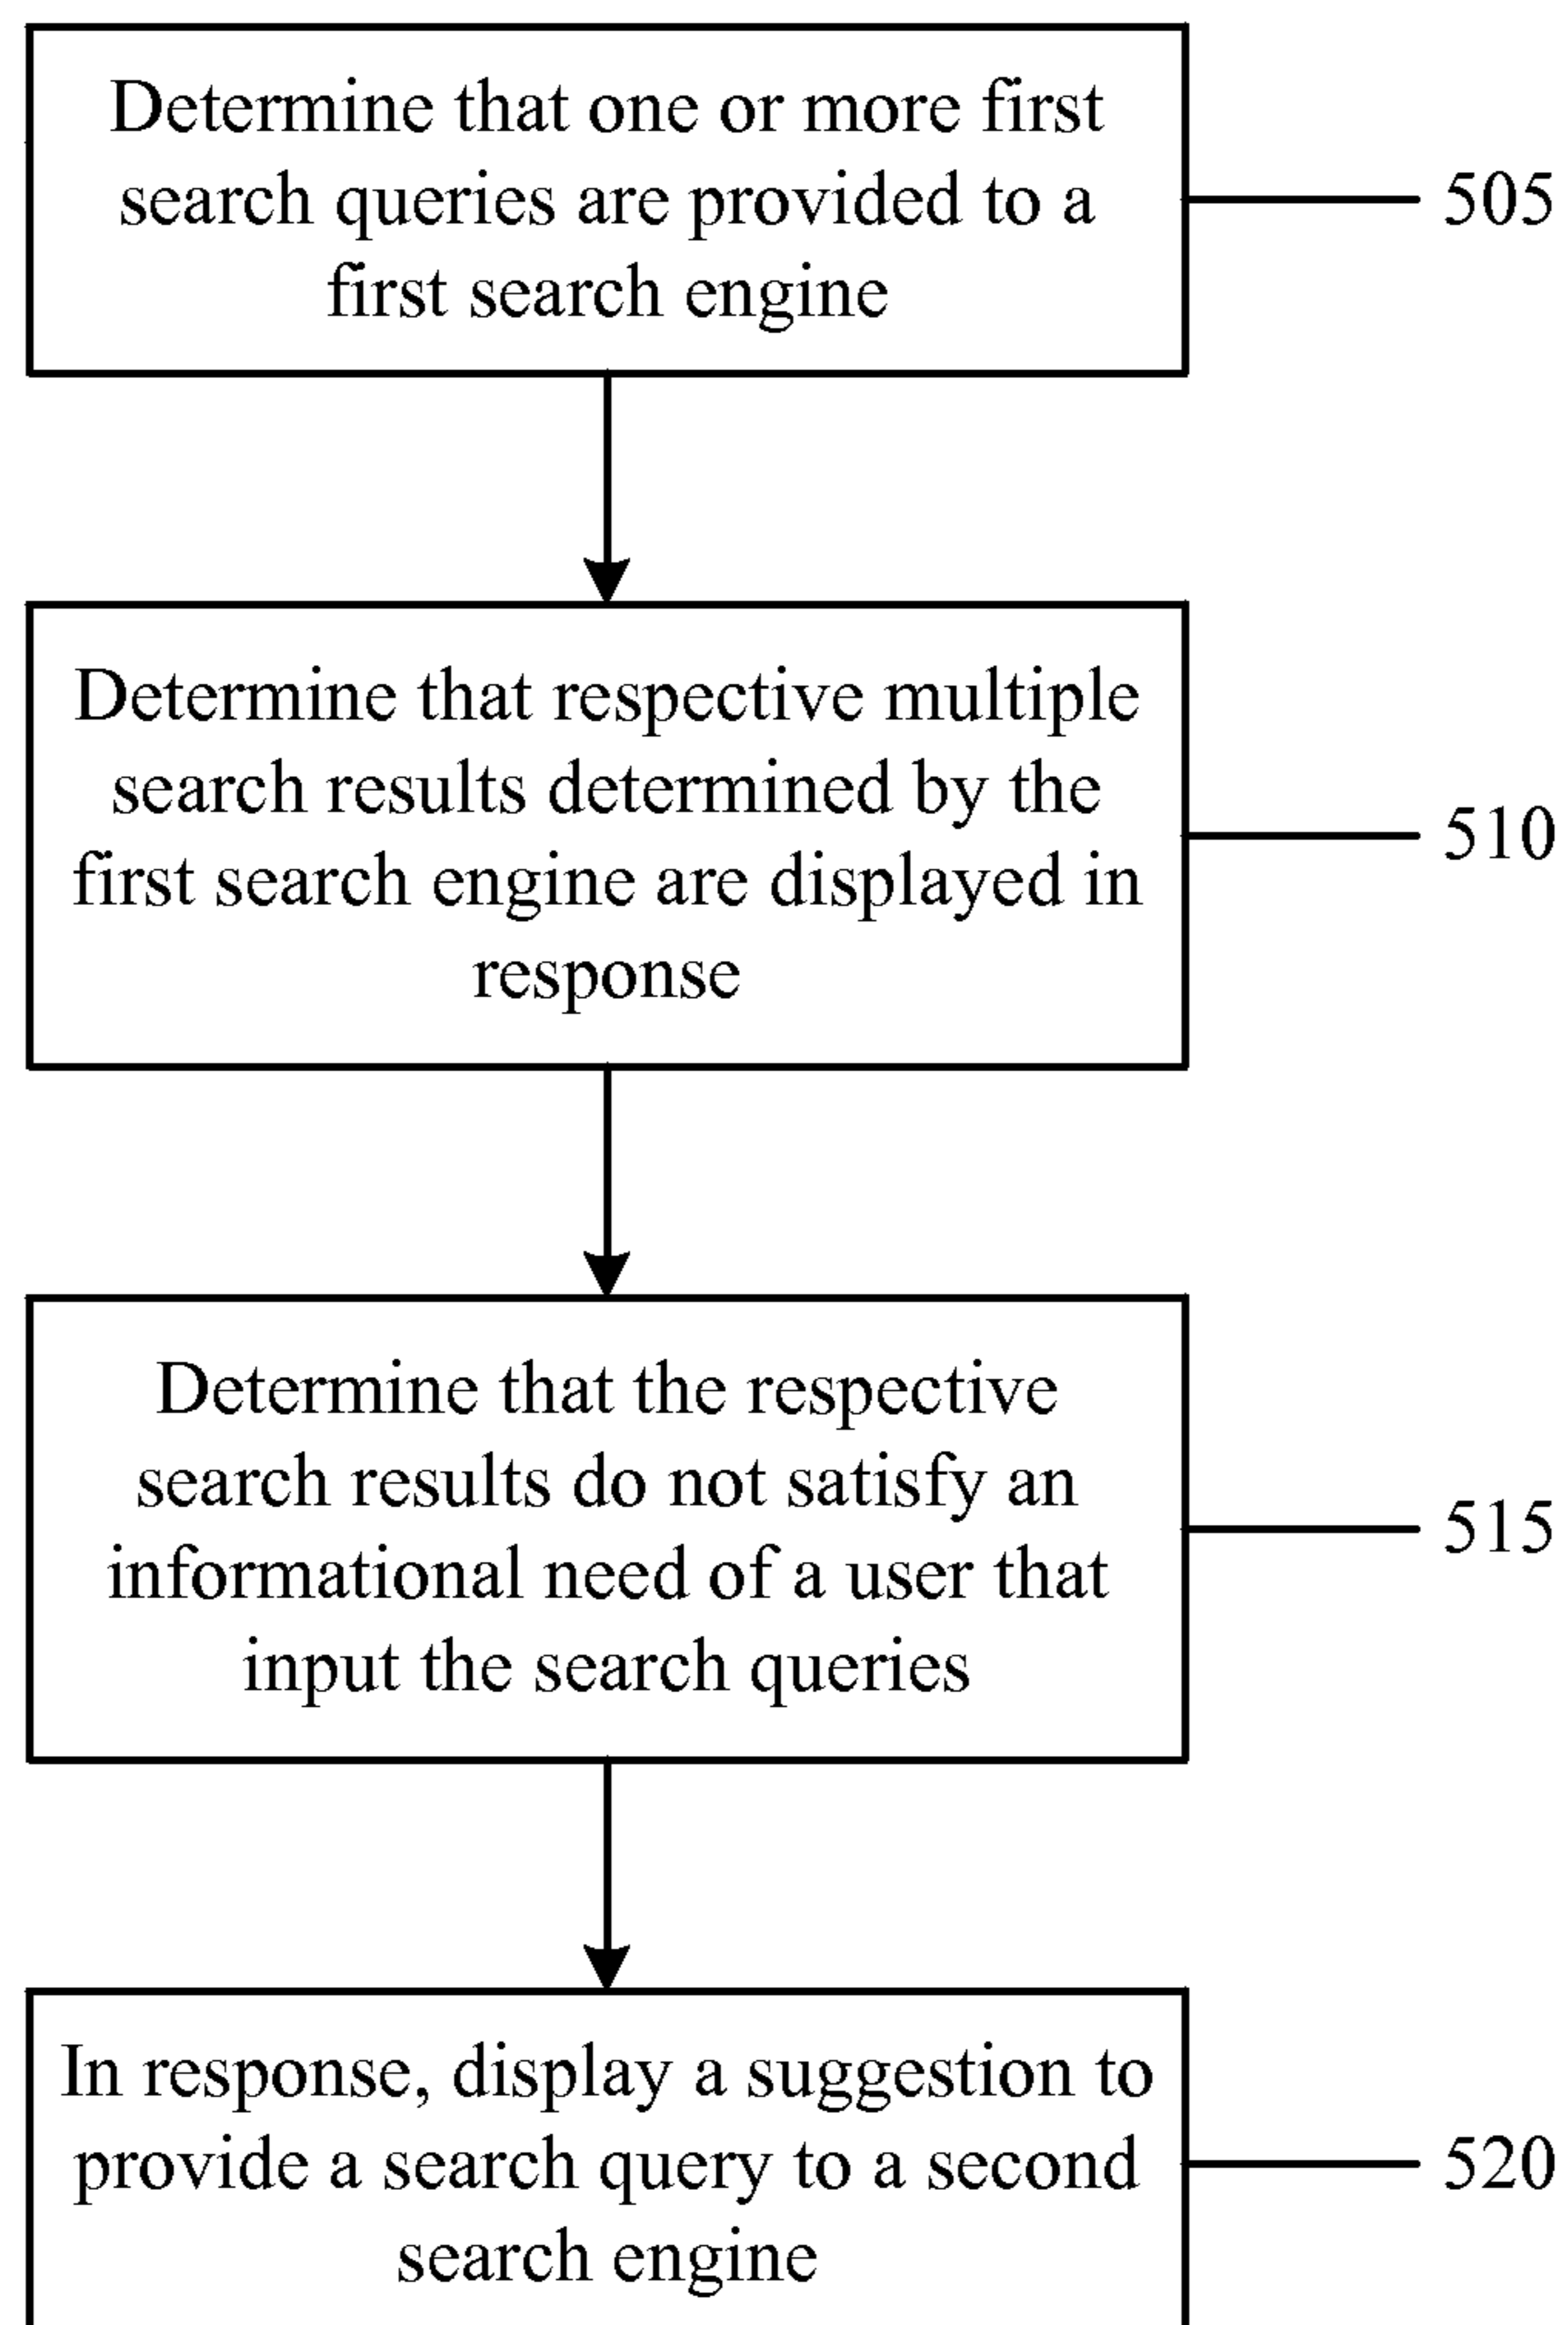 Determine that one or more first
search queries are provided to a
first search engine
505
Determine that respective multiple
search results determined by the
first search engine are displayed in
response
510
Determine that the respective
search results do not satisfy an
informational need of a user that
input the search queries
515
In response, display a suggestion to
provide a search query to a second
search engine
520